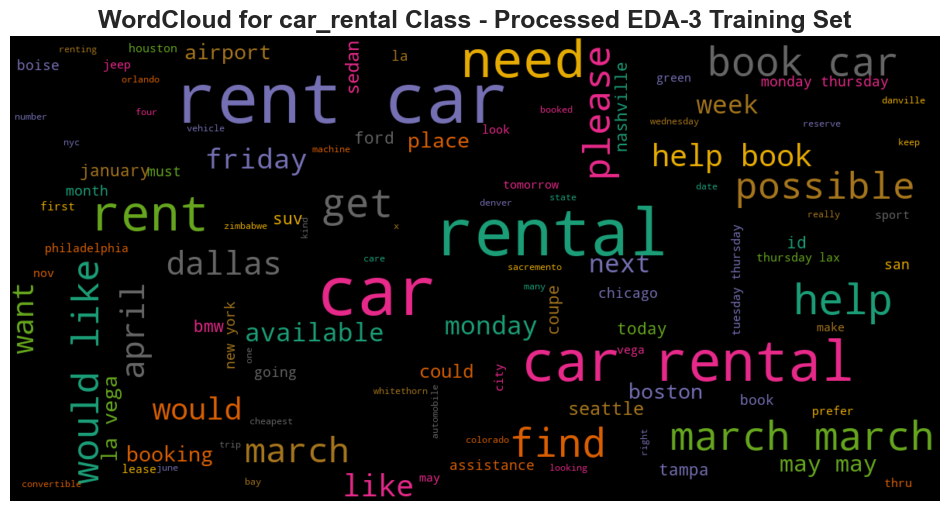 WordCloud for car_rental Class - Processed EDA-3 Training Set
renting
houston
airport
la
need
book car
boise
jeep
sedan
please
nashville
green
monday thursday
orlando
rent car
booked
week
danville
number
four
vehicle
look
wednesday
reserve
nyc
friday
machine
ford
place
help book
keep
january
must
month
tomorrow
date
possible
first
rent
zimbabwe
suv
kind
get
x
denver
state
rental
really
sport
philadelphia
dallas
care
next
sacramento
tuesday thursday
id
thursday lax
san
nov
want
would like
april
car
many
chicago
help
bmw
new york
available
monday
coupe
today
make
one
going
could
city
vega
car rental
la vega
would
whitethorn
automobile
boston
book
seattle
prefer
cheapest
booking
trip
march
colorado
find
right
march march
lease
june
assistance
looking
tampa
may may
convertible
bay
like
may
thru